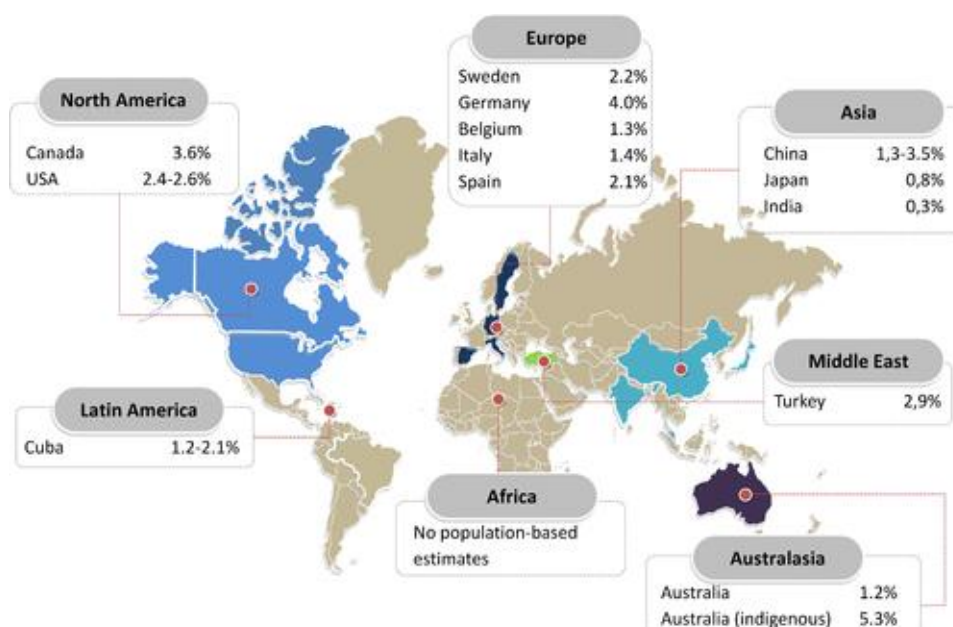 Europe
Sweden 2.2%
Germany 4.0%
Belgium 1.3%
Italy 1.4%
Spain 2.1%
North America
Canada 3.6%
USA 2.4-2.6%
Asia
China 1,3-3.5%
Japan 0,8%
India 0,3%
Middle East
Turkey 2,9%
Latin America
Cuba 1.2-2.1%
Africa
No population-based
estimates
Australasia
Australia 1.2%
Australia (indigenous) 5.3%